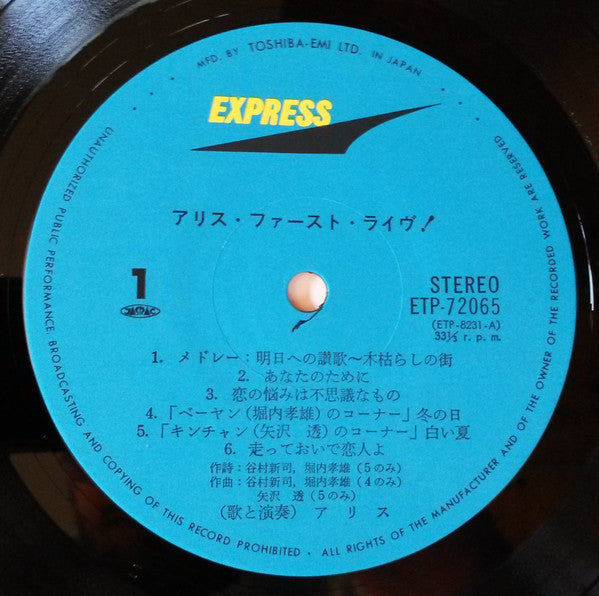 MFD. BY TOSHIBA-EMI LTD. IN JAPAN
EXPRESS
アリス・ファースト・ライヴ!
1
JASRAC
STEREO
ETP-72065
(ETP-8231-A)
33⅓ r. p. m.
1. メドレー：明日への讃歌〜木枯らしの街
2. あなたのために
3. 恋の悩みは不思議なもの
4. 「ベーヤン(堀内孝雄)のコーナー」冬の日
5. 「キンチャン(矢沢 透)のコーナー」白い夏
6. 走っておいで恋人よ
作詩：谷村新司, 堀内孝雄 (5のみ)
作曲：谷村新司, 堀内孝雄 (4のみ)
矢沢 透 (5のみ)
(歌と演奏) アリス
UNAUTHORIZED PUBLIC PERFORMANCE, BROADCASTING AND COPYING OF THIS RECORD PROHIBITED · ALL RIGHTS OF THE MANUFACTURER AND OF THE OWNER OF THE RECORDED WORK ARE RESERVED